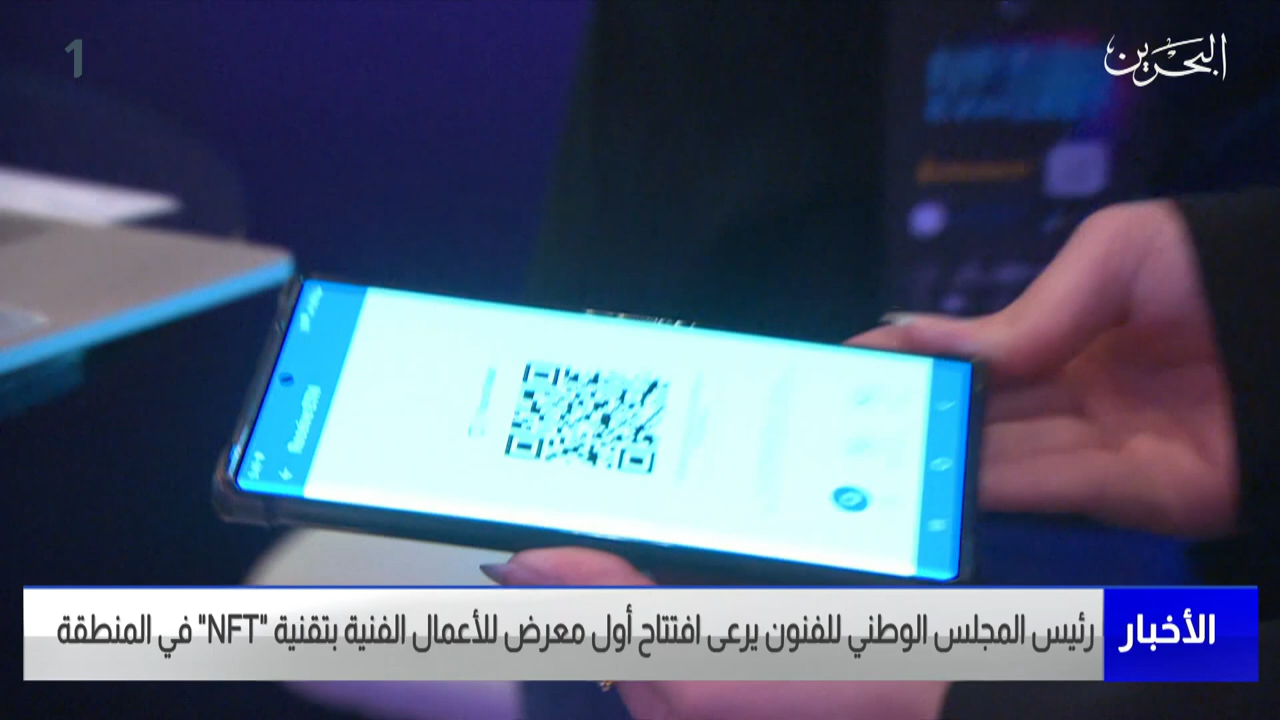 1
البحرين
الأخبار
رئيس المجلس الوطني للفنون يرعى افتتاح أول معرض للأعمال الفنية بتقنية "NFT" في المنطقة